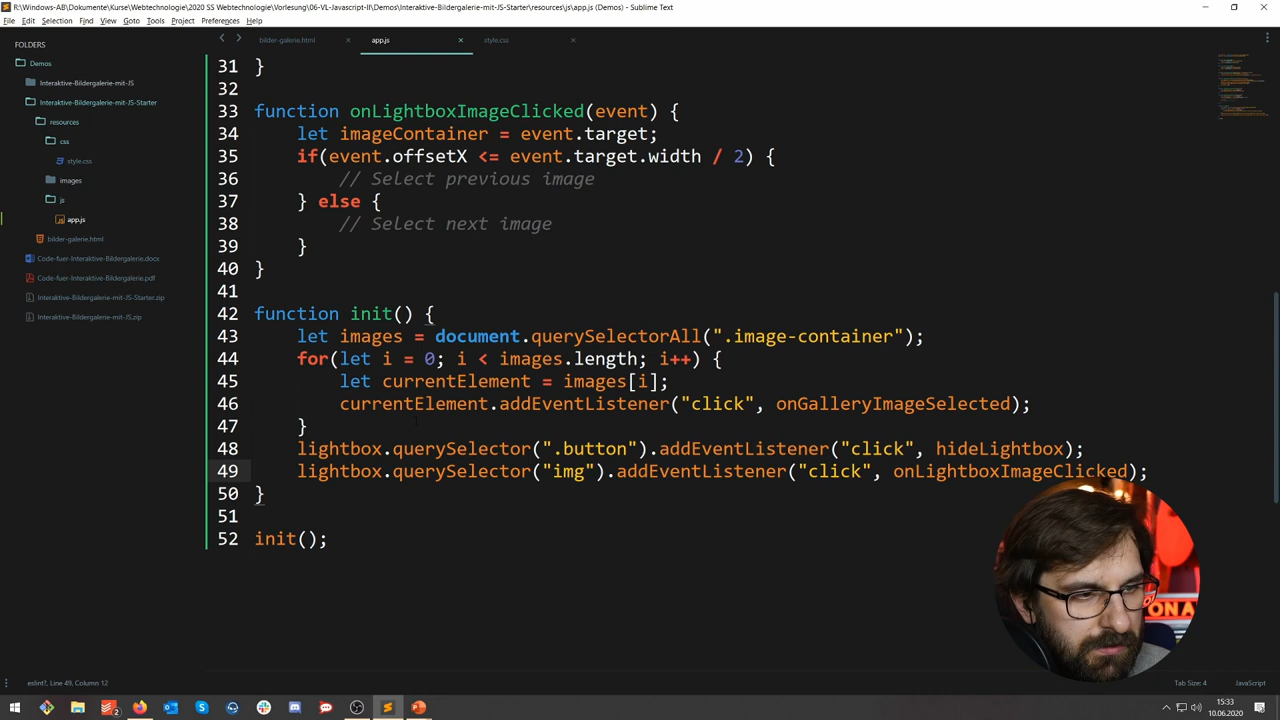 R:\Windows-AB\Dokumente\Kurse\Webtechnologie\2020 SS Webtechnologie\Vorlesung\06-VL-Javascript-II\Demos\Interaktive-Bildergalerie-mit-JS-Starter\resources\js\app.js (Demos) - Sublime Text
File Edit Selection Find View Goto Tools Project Preferences Help
FOLDERS
Demos
Interaktive-Bildergalerie-mit-JS
Interaktive-Bildergalerie-mit-JS-Starter
resources
css
style.css
images
js
app.js
bilder-galerie.html
Code-fuer-Interaktive-Bildergalerie.docx
Code-fuer-Interaktive-Bildergalerie.pdf
Interaktive-Bildergalerie-mit-JS-Starter.zip
Interaktive-Bildergalerie-mit-JS.zip
bilder-galerie.html app.js style.css
31 }
32
33 function onLightboxImageClicked(event) {
34 let imageContainer = event.target;
35 if(event.offsetX <= event.target.width / 2) {
36 // Select previous image
37 } else {
38 // Select next image
39 }
40 }
41
42 function init() {
43 let images = document.querySelectorAll(".image-container");
44 for(let i = 0; i < images.length; i++) {
45 let currentElement = images[i];
46 currentElement.addEventListener("click", onGalleryImageSelected);
47 }
48 lightbox.querySelector(".button").addEventListener("click", hideLightbox);
49 lightbox.querySelector("img").addEventListener("click", onLightboxImageClicked);
50 }
51
52 init();
ON A
eslint?, Line 49, Column 12
Tab Size: 4 JavaScript
2
15:33
10.06.2020